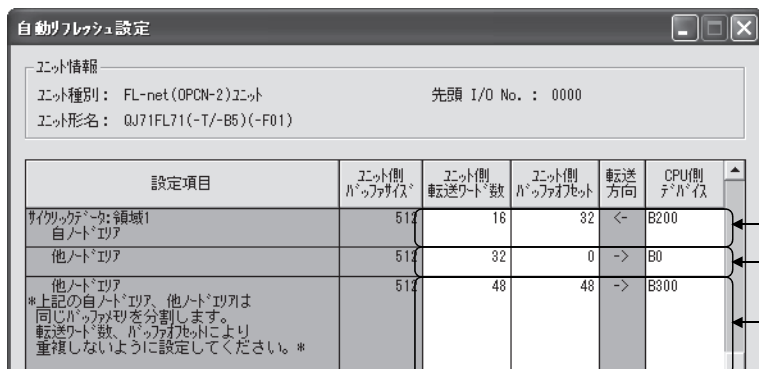 自動リフレッシュ設定
ユニット情報
ユニット種別： FL-net(OPCN-2)ユニット 先頭 I/O No. : 0000
ユニット形名： QJ71FL71(-T/-B5)(-F01)
設定項目 ユニット側バッファサイズ ユニット側転送ワード数 ユニット側バッファオフセット 転送方向 CPU側デバイス
サイクリックデータ:領域1 512 16 32 <- B200
自ノードエリア
他ノードエリア 512 32 0 -> B0
他ノードエリア 512 48 48 -> B300
*上記の自ノードエリア、他ノードエリアは
同じバッファメモリを分割します。
転送ワード数、バッファオフセットにより
重複しないように設定してください。*